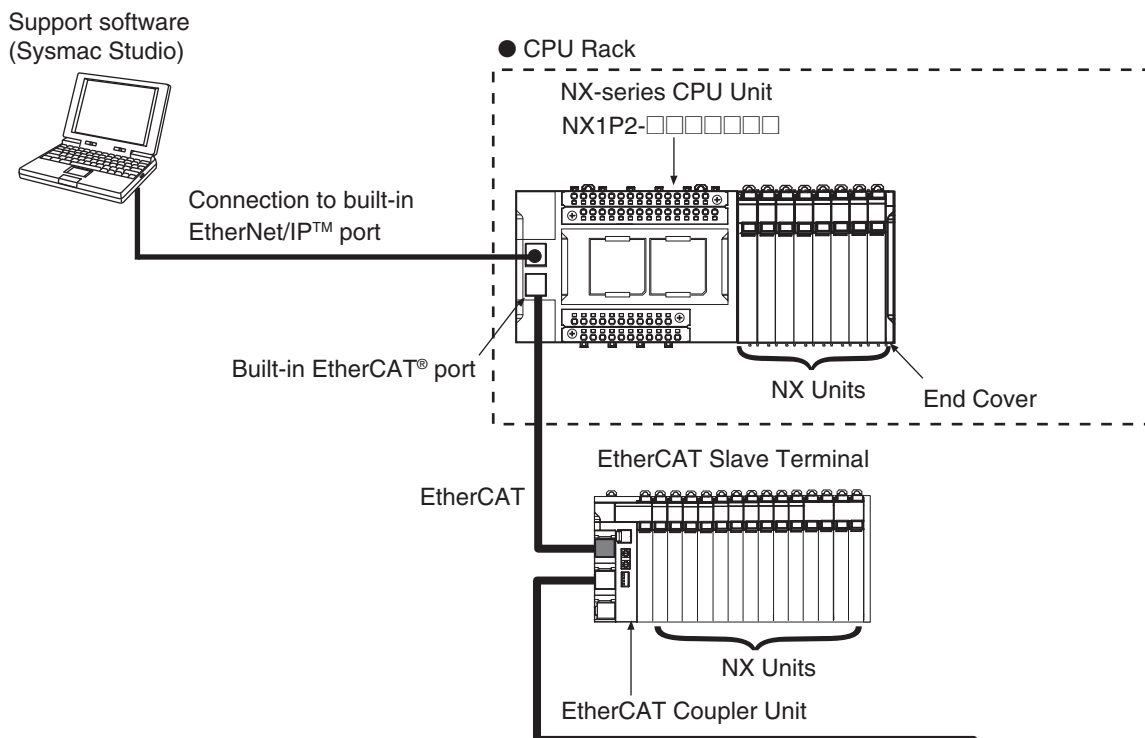 Support software
(Sysmac Studio)
● CPU Rack
NX-series CPU Unit
NX1P2-□□□□□□□
Connection to built-in
EtherNet/IP™ port
Built-in EtherCAT® port
NX Units
End Cover
EtherCAT Slave Terminal
EtherCAT
NX Units
EtherCAT Coupler Unit